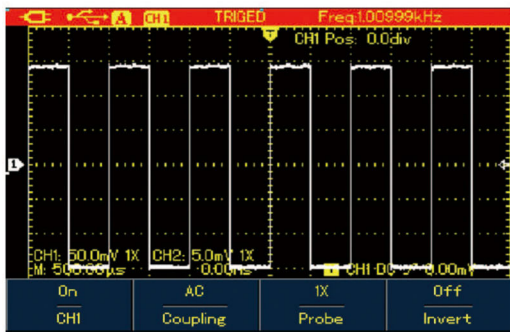 A CH1 TRIGED Freq:1.00999kHz
T CH1 Pos: 0.0div
1
CH1: 50.0mV 1X CH2: 5.0mV 1X
M: 500.00μs 0.00ns CH1 DC 0.00mV
On AC 1X Off
CH1 Coupling Probe Invert